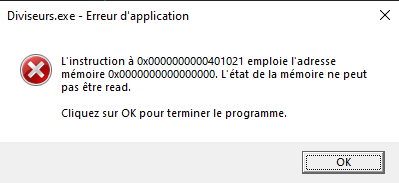 Diviseurs.exe - Erreur d'application
L'instruction à 0x0000000000401021 emploie l'adresse
mémoire 0x0000000000000000. L'état de la mémoire ne peut
pas être read.
Cliquez sur OK pour terminer le programme.
OK